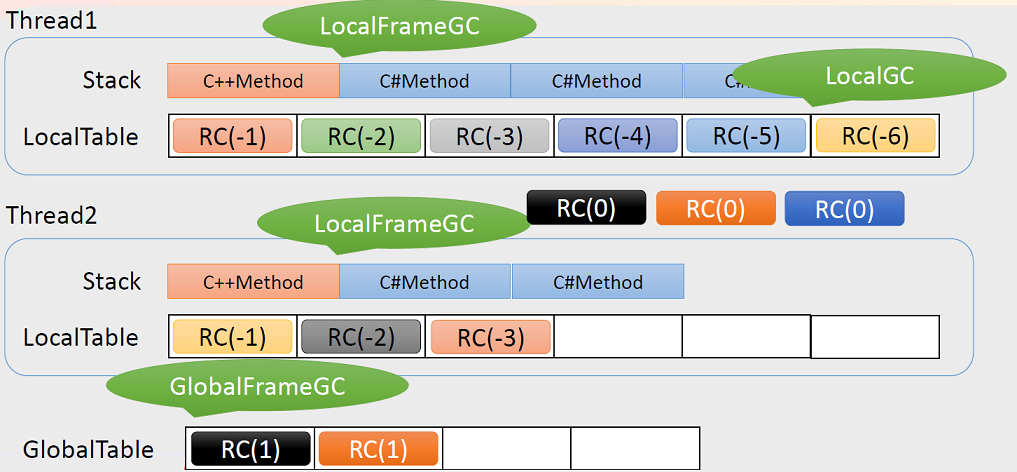 Thread1
LocalFrameGC
Stack C++Method C#Method C#Method C# LocalGC
LocalTable RC(-1) RC(-2) RC(-3) RC(-4) RC(-5) RC(-6)
Thread2 RC(0) RC(0) RC(0)
LocalFrameGC
Stack C++Method C#Method C#Method
LocalTable RC(-1) RC(-2) RC(-3)
GlobalFrameGC
GlobalTable RC(1) RC(1)